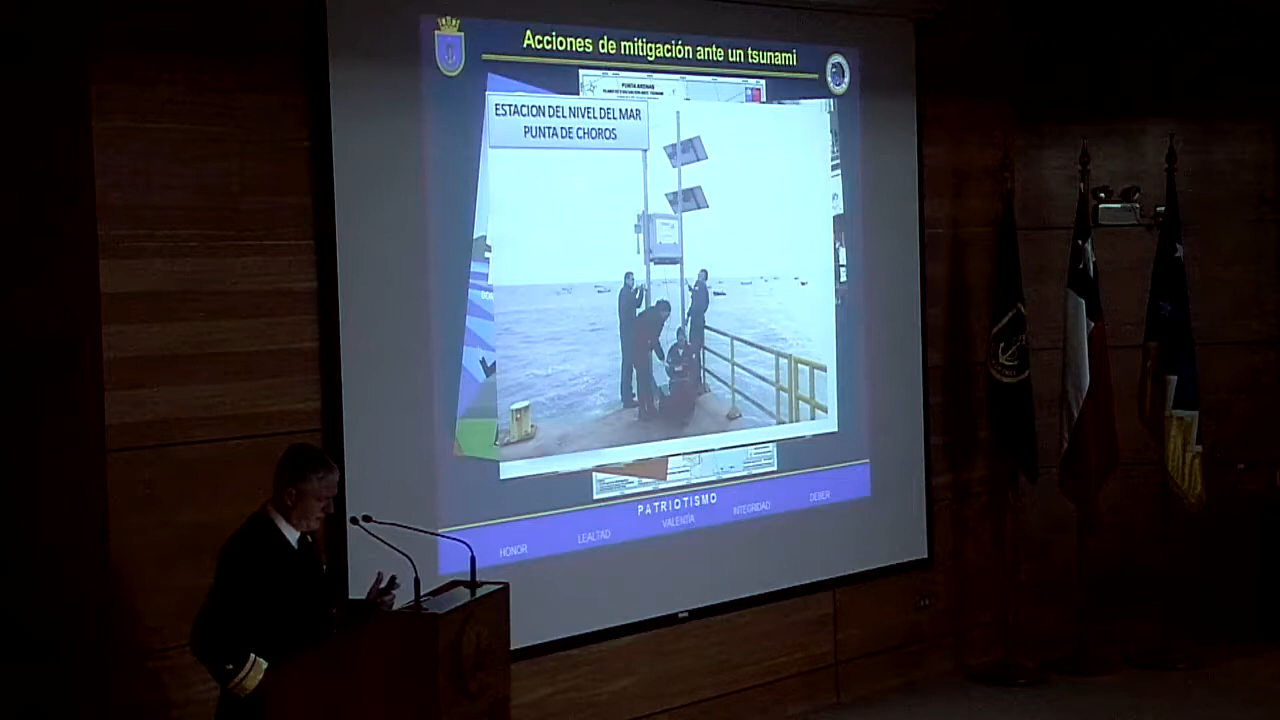 Acciones de mitigación ante un tsunami
PUNTA ARENAS
ESTACION DEL NIVEL DEL MAR
PUNTA DE CHOROS
PATRIOTISMO
HONOR LEALTAD VALENTÍA INTEGRIDAD DEBER